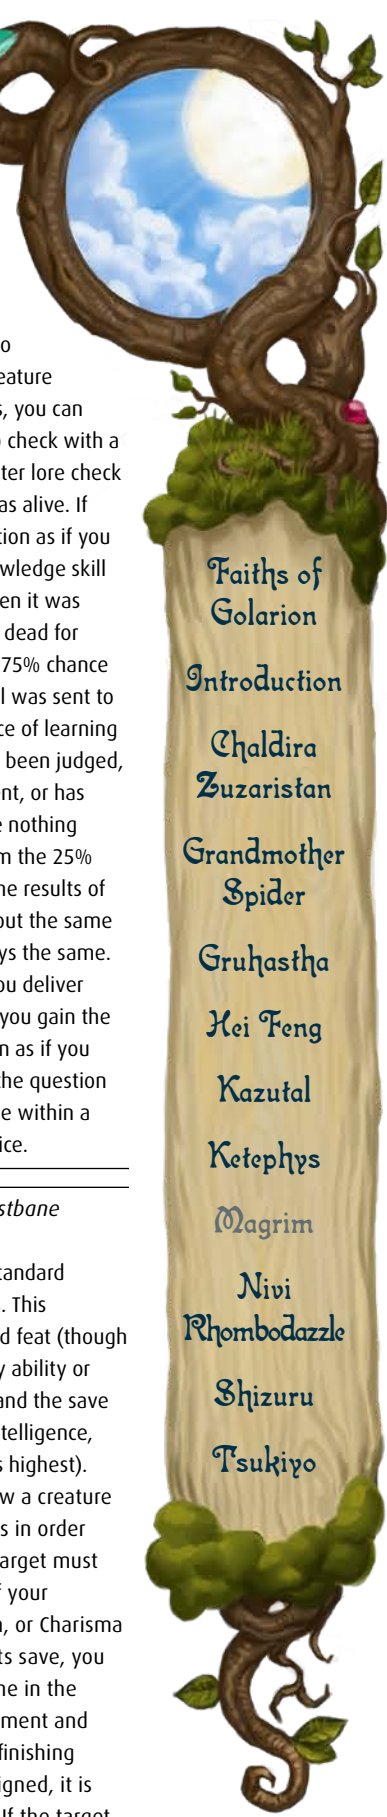 o
eature
s, you can
check with a
ter lore check
as alive. If
tion as if you
wledge skill
en it was
dead for
75% chance
l was sent to
ce of learning
been judged,
nt, or has
e nothing
m the 25%
he results of
out the same
ys the same.
ou deliver
you gain the
n as if you
the question
e within a
ice.
stbane
tandard
. This
d feat (though
y ability or
and the save
telligence,
s highest).
w a creature
s in order
arget must
f your
, or Charisma
ts save, you
ne in the
ment and
finishing
igned, it is
If the target
Faiths of
Golarion
Introduction
Chaldira
Zuzaristan
Grandmother
Spider
Gruhastha
Hei Feng
Kazutal
Ketephys
Magrim
Nivi
Rhombodazzle
Shizuru
Tsukiyo